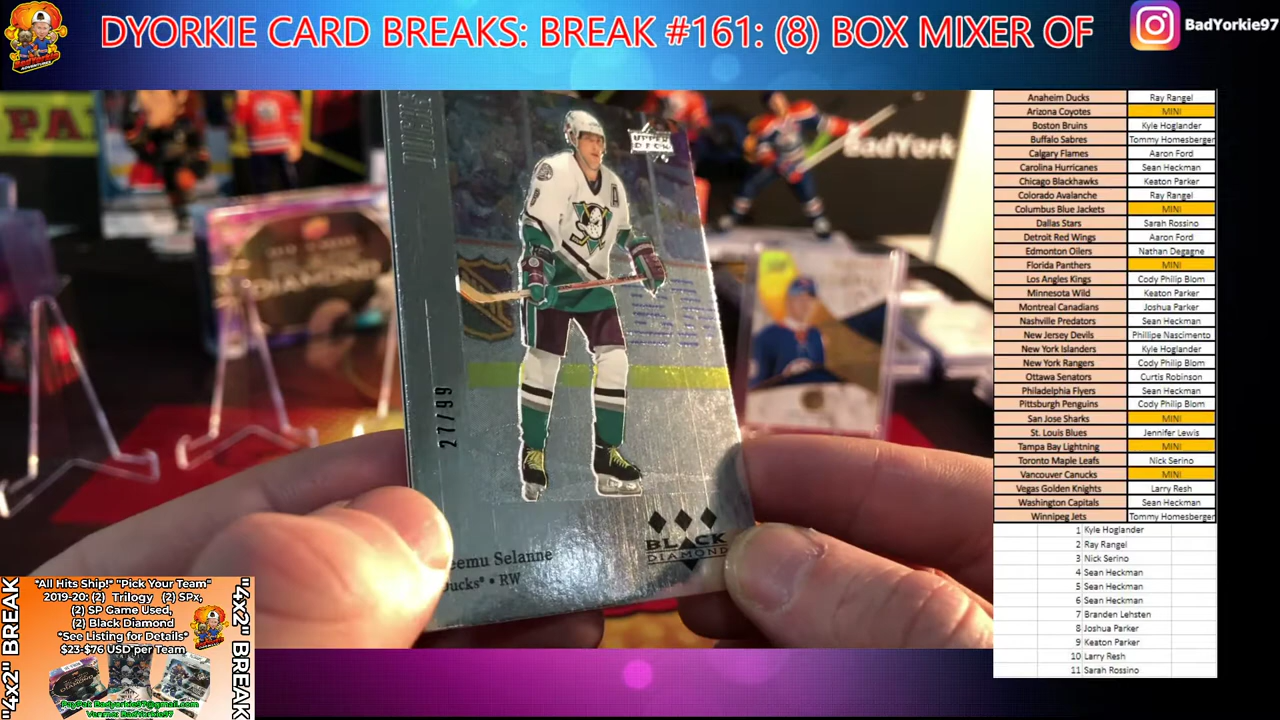 DYORKIE CARD BREAKS: BREAK #161: (8) BOX MIXER OF
BadYorkie97
PA
BadYork
UPPER
DECK
27/99
eemu Selanne
ucks* • RW
BLACK
DIAMOND
Anaheim Ducks Ray Rangel
Arizona Coyotes MINI
Boston Bruins Kyle Hoglander
Buffalo Sabres Tommy Homesberger
Calgary Flames Aaron Ford
Carolina Hurricanes Sean Heckman
Chicago Blackhawks Keaton Parker
Colorado Avalanche Ray Rangel
Columbus Blue Jackets MINI
Dallas Stars Sarah Rossino
Detroit Red Wings Aaron Ford
Edmonton Oilers Nathan Degagne
Florida Panthers MINI
Los Angeles Kings Cody Philip Blom
Minnesota Wild Keaton Parker
Montreal Canadians Joshua Parker
Nashville Predators Sean Heckman
New Jersey Devils Phillipe Nascimento
New York Islanders Kyle Hoglander
New York Rangers Cody Philip Blom
Ottawa Senators Curtis Robinson
Philadelphia Flyers Sean Heckman
Pittsburgh Penguins Cody Philip Blom
San Jose Sharks MINI
St. Louis Blues Jennifer Lewis
Tampa Bay Lightning MINI
Toronto Maple Leafs Nick Serino
Vancouver Canucks MINI
Vegas Golden Knights Larry Resh
Washington Capitals Sean Heckman
Winnipeg Jets Tommy Homesberger
1 Kyle Hoglander
2 Ray Rangel
3 Nick Serino
4 Sean Heckman
5 Sean Heckman
6 Sean Heckman
7 Branden Lehsten
8 Joshua Parker
9 Keaton Parker
10 Larry Resh
11 Sarah Rossino
"4x2" BREAK
"All Hits Ship!" "Pick Your Team"
2019-20: (2) Trilogy (2) SPx,
(2) SP Game Used,
(2) Black Diamond
*See Listing for Details*
$23-$76 USD per Team
PayPal: Badyorkie97@gmail.com
Venmo: BadYorkie97
"4x2" BREAK